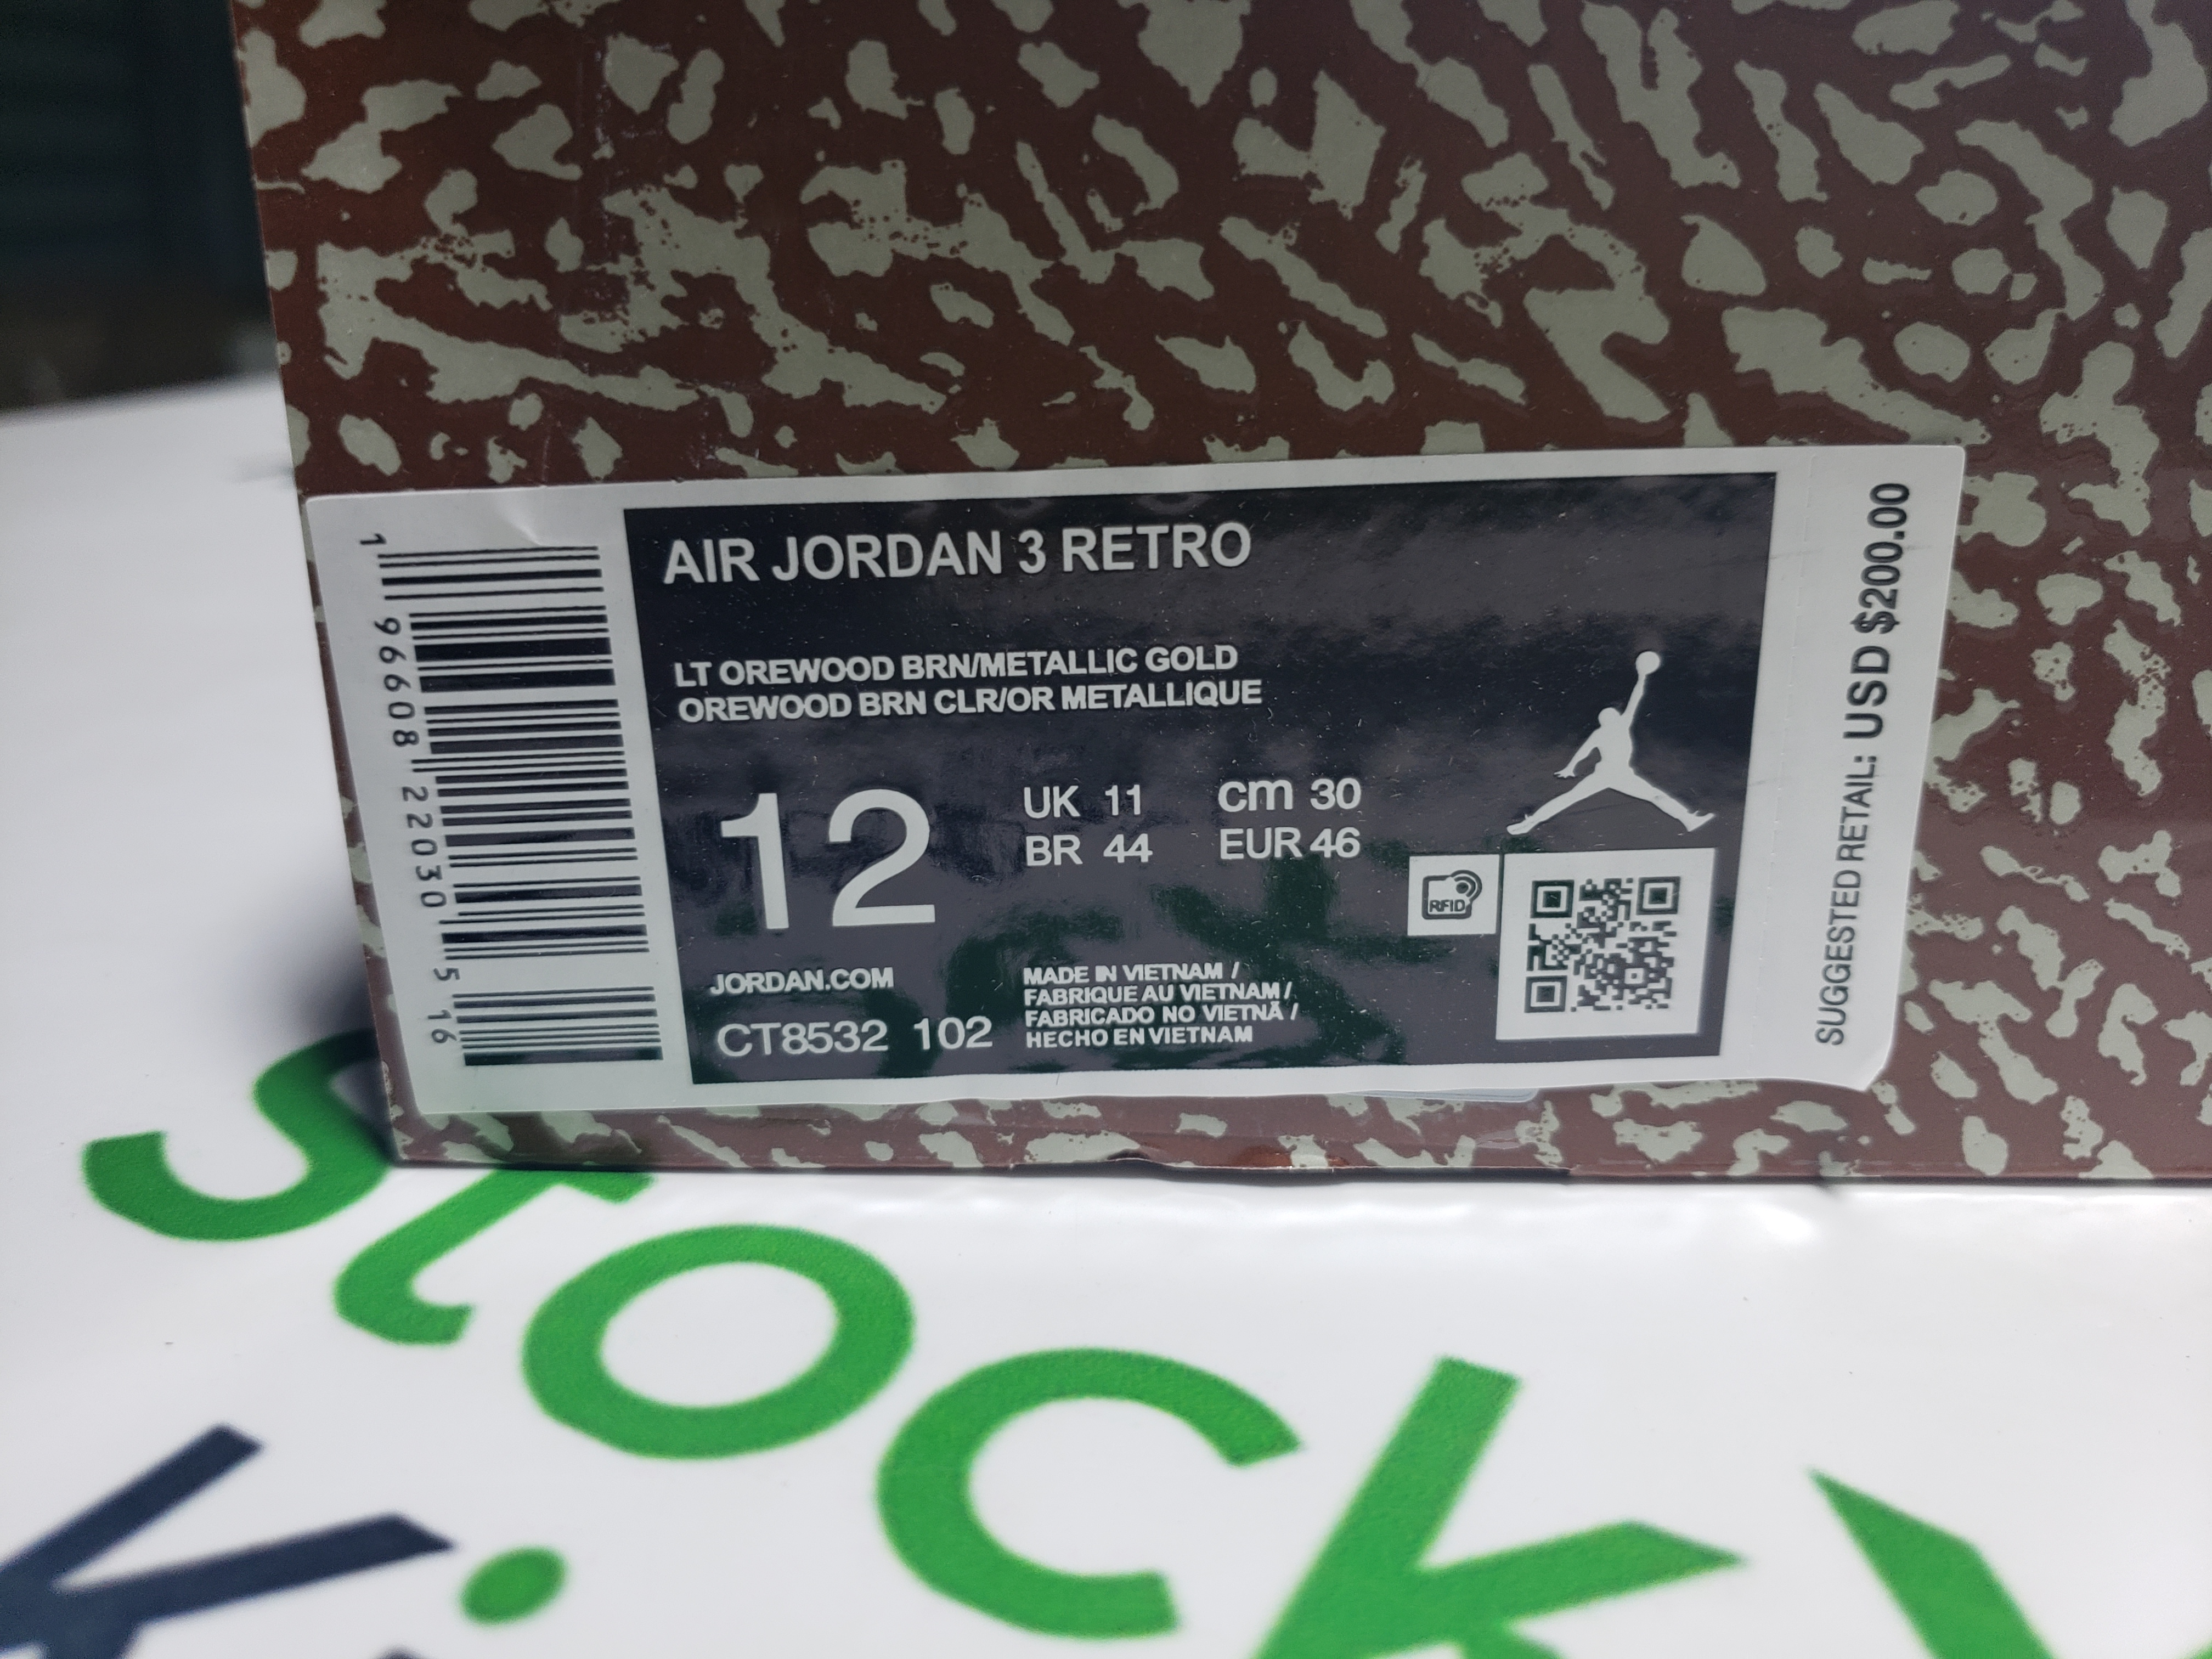 AIR JORDAN 3 RETRO
LT OREWOOD BRN/METALLIC GOLD
OREWOOD BRN CLR/OR METALLIQUE
12
UK 11
cm 30
BR 44
EUR 46
RFID
JORDAN.COM
CT8532 102
MADE IN VIETNAM /
FABRIQUE AU VIETNAM /
FABRICADO NO VIETNÃ /
HECHO EN VIETNAM
1 96608 22030 5 16
SUGGESTED RETAIL: USD $200.00
stock